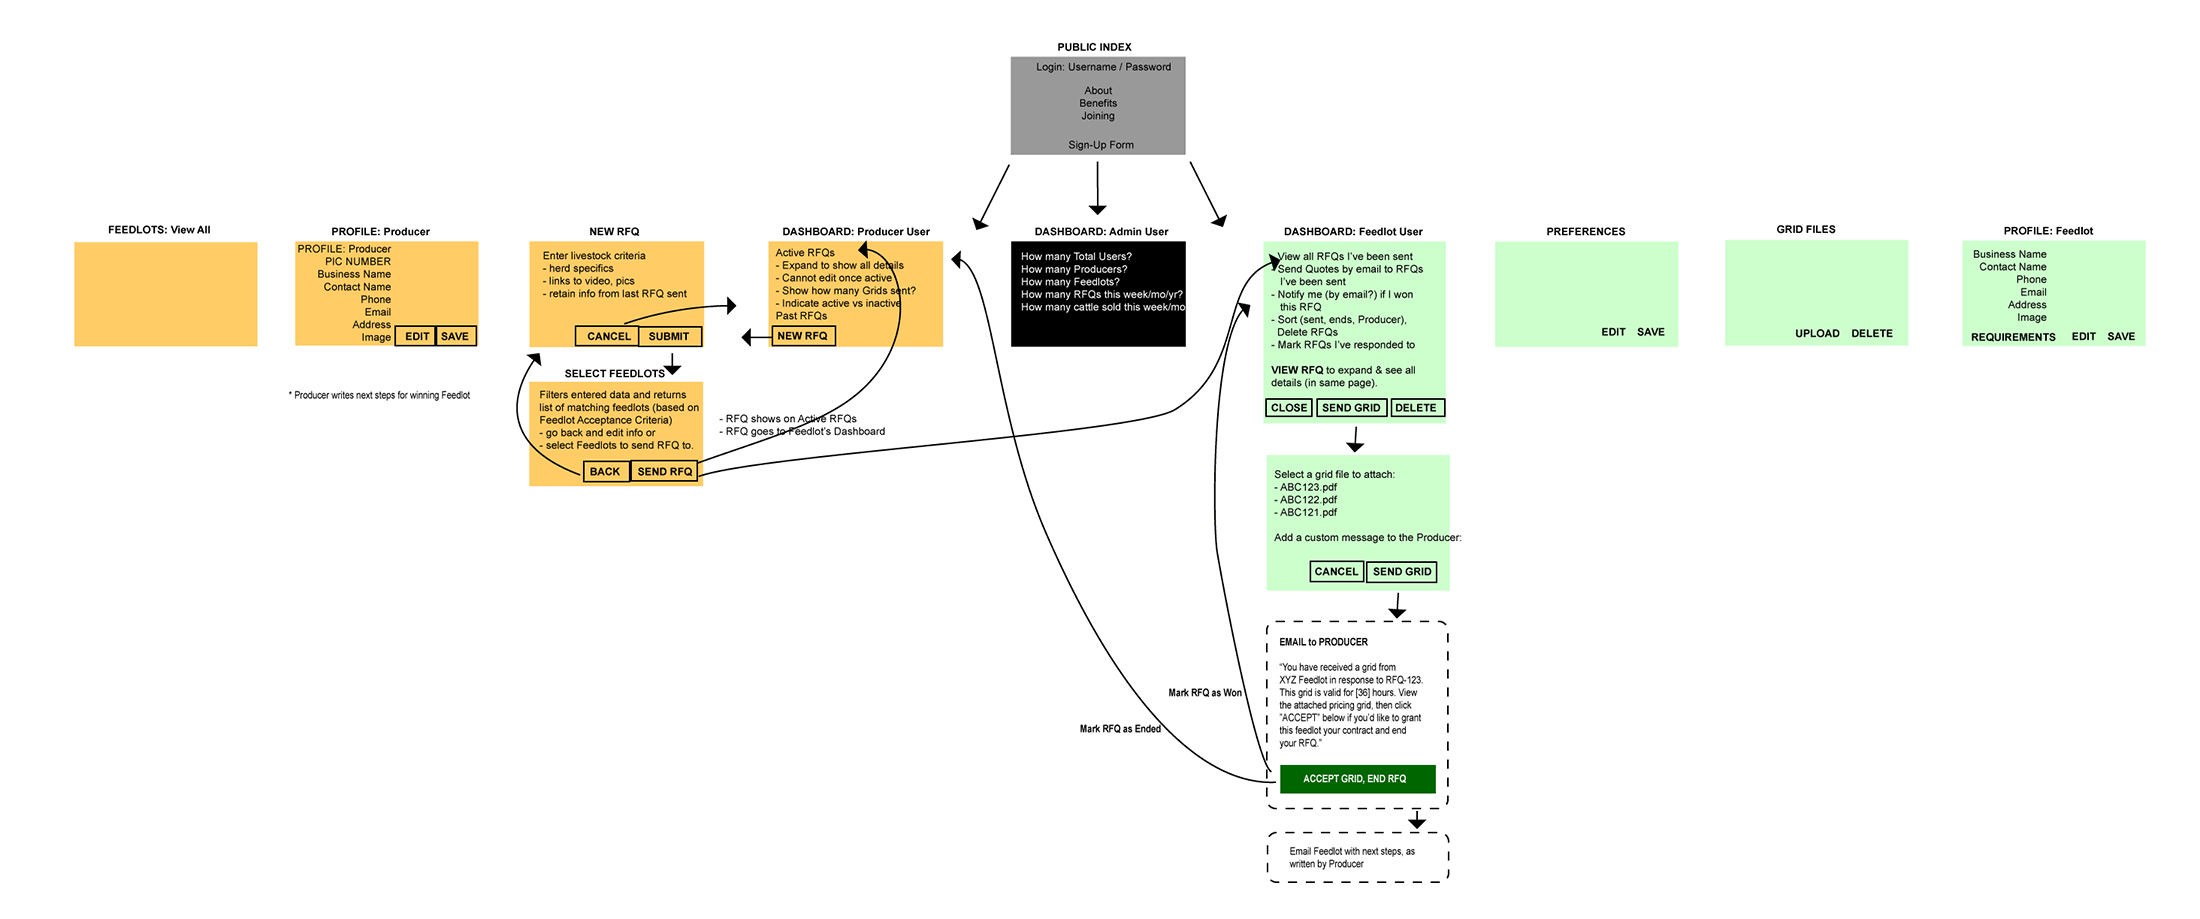 PUBLIC INDEX
Login: Username / Password
About
Benefits
Joining
Sign-Up Form
FEEDLOTS: View All
PROFILE: Producer
PROFILE: Producer
PIC NUMBER
Business Name
Contact Name
Phone
Email
Address
Image
EDIT
SAVE
* Producer writes next steps for winning Feedlot
NEW RFQ
Enter livestock criteria
- herd specifics
- links to video, pics
- retain info from last RFQ sent
CANCEL
SUBMIT
SELECT FEEDLOTS
Filters entered data and returns
list of matching feedlots (based on
Feedlot Acceptance Criteria)
- go back and edit info or
- select Feedlots to send RFQ to.
BACK
SEND RFQ
DASHBOARD: Producer User
Active RFQs
- Expand to show all details
- Cannot edit once active
- Show how many Grids sent?
- Indicate active vs inactive
Past RFQs
NEW RFQ
- RFQ shows on Active RFQs
- RFQ goes to Feedlot's Dashboard
DASHBOARD: Admin User
How many Total Users?
How many Producers?
How many Feedlots?
How many RFQs this week/mo/yr?
How many cattle sold this week/mo
DASHBOARD: Feedlot User
- View all RFQs I've been sent
- Send Quotes by email to RFQs
I've been sent
- Notify me (by email?) if I won
this RFQ
- Sort (sent, ends, Producer),
Delete RFQs
- Mark RFQs I've responded to
VIEW RFQ to expand & see all
details (in same page).
CLOSE
SEND GRID
DELETE
Select a grid file to attach:
- ABC123.pdf
- ABC122.pdf
- ABC121.pdf
Add a custom message to the Producer:
CANCEL
SEND GRID
EMAIL to PRODUCER
“You have received a grid from
XYZ Feedlot in response to RFQ-123.
This grid is valid for [36] hours. View
the attached pricing grid, then click
”ACCEPT” below if you'd like to grant
this feedlot your contract and end
your RFQ.”
ACCEPT GRID, END RFQ
Mark RFQ as Won
Mark RFQ as Ended
Email Feedlot with next steps, as
written by Producer
PREFERENCES
EDIT
SAVE
GRID FILES
UPLOAD
DELETE
PROFILE: Feedlot
Business Name
Contact Name
Phone
Email
Address
Image
REQUIREMENTS
EDIT
SAVE